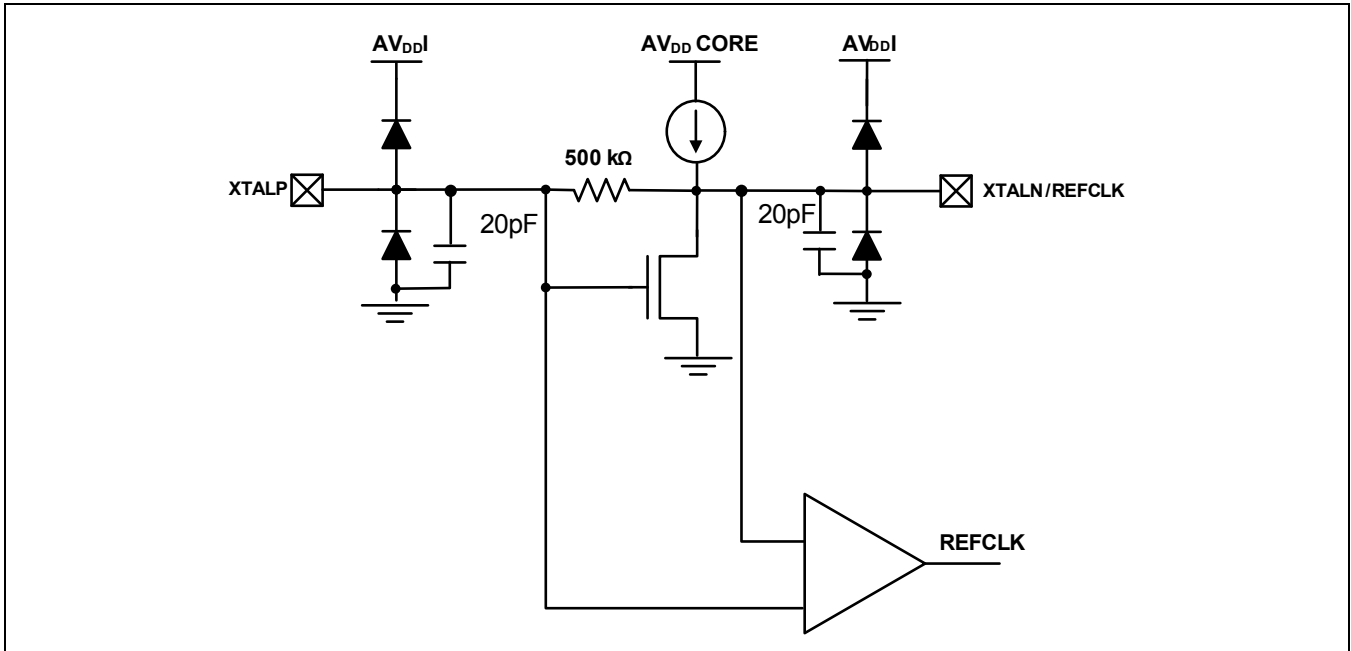 AVDDI
AVDD CORE
AVDDI
500 kΩ
XTALP
XTALN/REFCLK
20pF
20pF
REFCLK